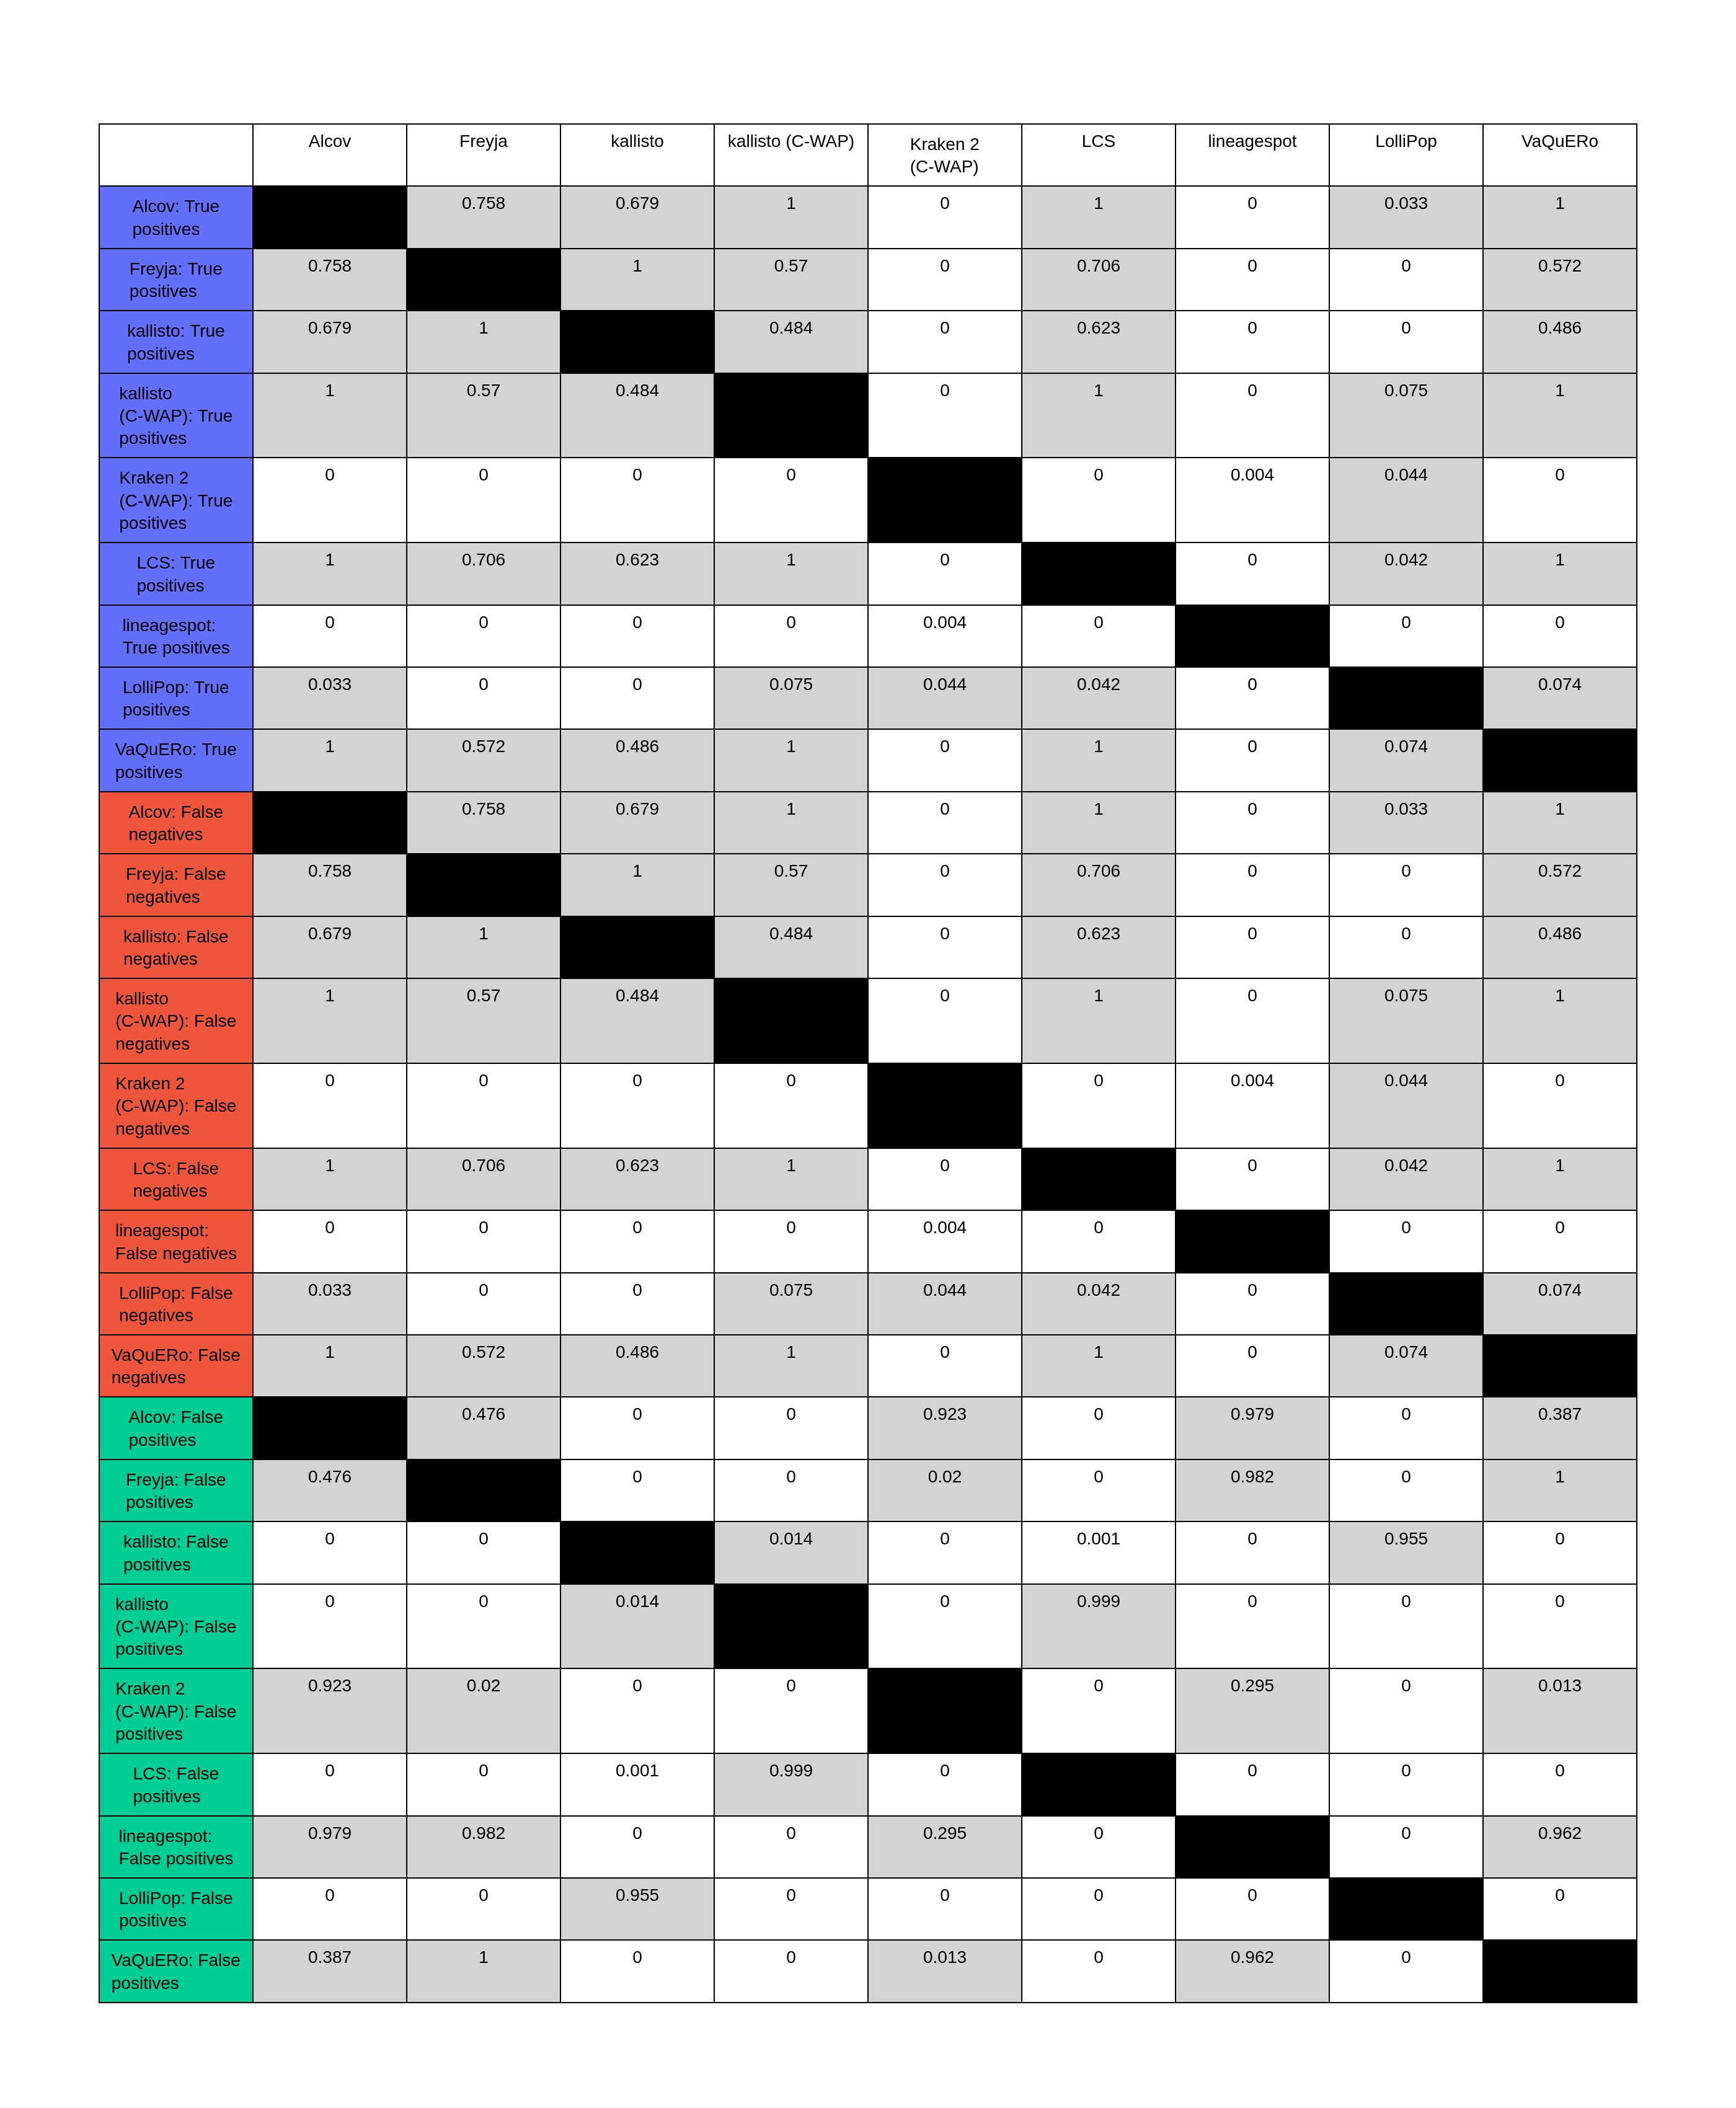 Alcov Freyja kallisto kallisto (C-WAP) Kraken 2 LCS lineagespot LolliPop VaQuERo
(C-WAP)
Alcov: True 0.758 0.679 1 0 1 0 0.033 1
positives
Freyja: True 0.758 1 0.57 0 0.706 0 0 0.572
positives
kallisto: True 0.679 1 0.484 0 0.623 0 0 0.486
positives
kallisto 1 0.57 0.484 0 1 0 0.075 1
(C-WAP): True
positives
Kraken 2 0 0 0 0 0 0.004 0.044 0
(C-WAP): True
positives
LCS: True 1 0.706 0.623 1 0 0 0.042 1
positives
lineagespot: 0 0 0 0 0.004 0 0 0
True positives
LolliPop: True 0.033 0 0 0.075 0.044 0.042 0 0.074
positives
VaQuERo: True 1 0.572 0.486 1 0 1 0 0.074
positives
Alcov: False 0.758 0.679 1 0 1 0 0.033 1
negatives
Freyja: False 0.758 1 0.57 0 0.706 0 0 0.572
negatives
kallisto: False 0.679 1 0.484 0 0.623 0 0 0.486
negatives
kallisto 1 0.57 0.484 0 1 0 0.075 1
(C-WAP): False
negatives
Kraken 2 0 0 0 0 0 0.004 0.044 0
(C-WAP): False
negatives
LCS: False 1 0.706 0.623 1 0 0 0.042 1
negatives
lineagespot: 0 0 0 0 0.004 0 0 0
False negatives
LolliPop: False 0.033 0 0 0.075 0.044 0.042 0 0.074
negatives
VaQuERo: False 1 0.572 0.486 1 0 1 0 0.074
negatives
Alcov: False 0.476 0 0 0.923 0 0.979 0 0.387
positives
Freyja: False 0.476 0 0 0.02 0 0.982 0 1
positives
kallisto: False 0 0 0.014 0 0.001 0 0.955 0
positives
kallisto 0 0 0.014 0 0.999 0 0 0
(C-WAP): False
positives
Kraken 2 0.923 0.02 0 0 0 0.295 0 0.013
(C-WAP): False
positives
LCS: False 0 0 0.001 0.999 0 0 0 0
positives
lineagespot: 0.979 0.982 0 0 0.295 0 0 0.962
False positives
LolliPop: False 0 0 0.955 0 0 0 0 0
positives
VaQuERo: False 0.387 1 0 0 0.013 0 0.962 0
positives